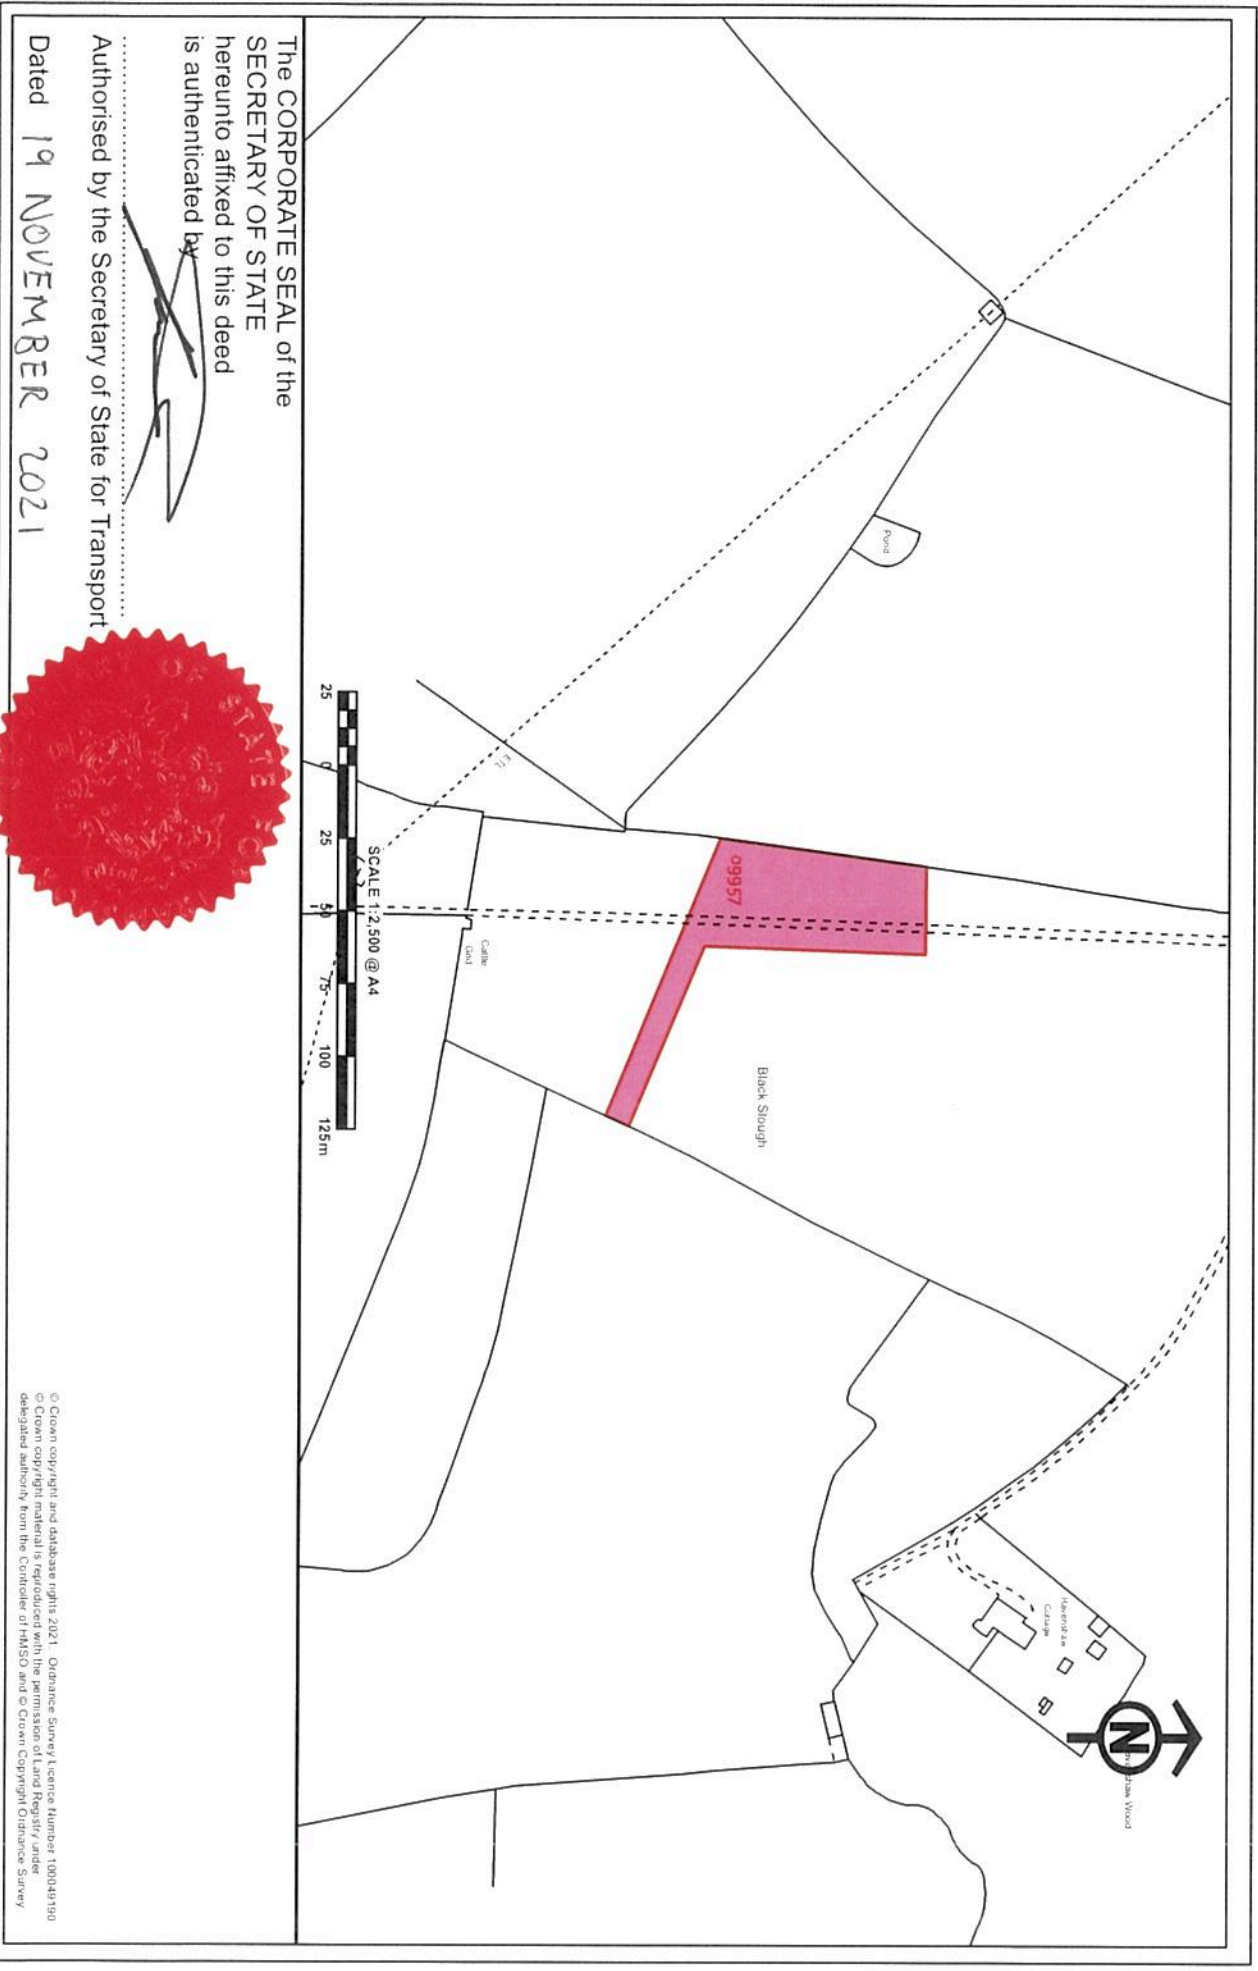 Pond
09957
Black Slough
Cattle
Grid
Cottage
N
SCALE 1:2,500 @ A4
25 0 25 50 75 100 125m
The CORPORATE SEAL of the
SECRETARY OF STATE
hereunto affixed to this deed
is authenticated by
Authorised by the Secretary of State for Transport
Dated 19 NOVEMBER 2021
© Crown copyright and database rights 2021. Ordnance Survey Licence Number 100049190
© Crown copyright material is reproduced with the permission of Land Registry under
delegated authority from the Controller of HMSO and © Crown Copyright Ordnance Survey